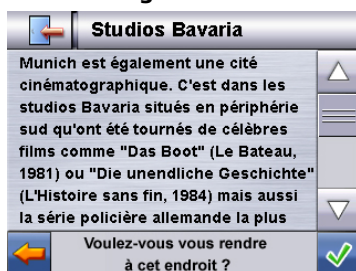 Studios Bavaria
Munich est également une cité
cinématographique. C'est dans les
studios Bavaria situés en périphérie
sud qu'ont été tournés de célèbres
films comme "Das Boot" (Le Bateau,
1981) ou "Die unendliche Geschichte"
(L'Histoire sans fin, 1984) mais aussi
la série policière allemande la plus
Voulez-vous vous rendre
à cet endroit ?